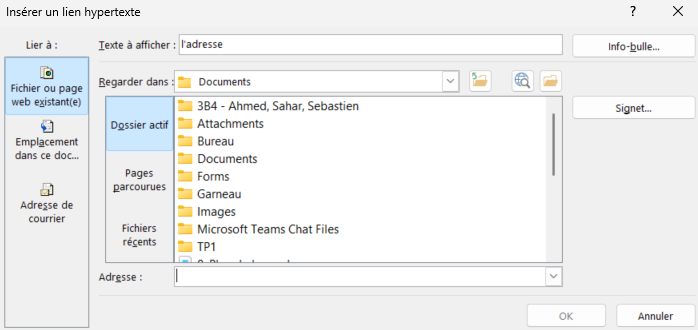 Insérer un lien hypertexte
?
×
Lier à :
Texte à afficher :
l'adresse
Info-bulle...
Fichier ou page
web existant(e)
Regarder dans :
Documents
Signet...
Dossier actif
3B4 - Ahmed, Sahar, Sebastien
Attachments
Bureau
Documents
Forms
Garneau
Images
Microsoft Teams Chat Files
TP1
Emplacement
dans ce doc...
Pages
parcourues
Adresse de
courrier
Fichiers
récents
Adresse :
OK
Annuler